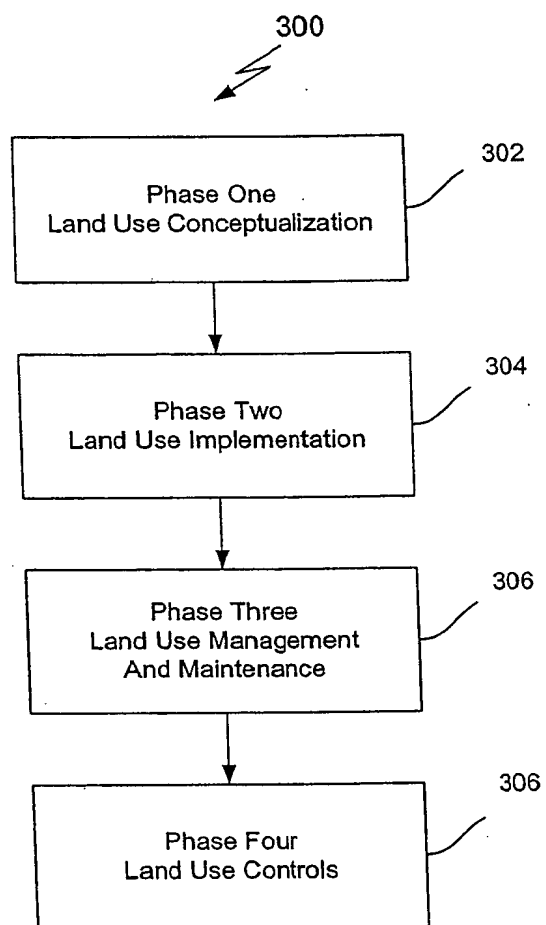 300
302
Phase One
Land Use Conceptualization
304
Phase Two
Land Use Implementation
306
Phase Three
Land Use Management
And Maintenance
306
Phase Four
Land Use Controls